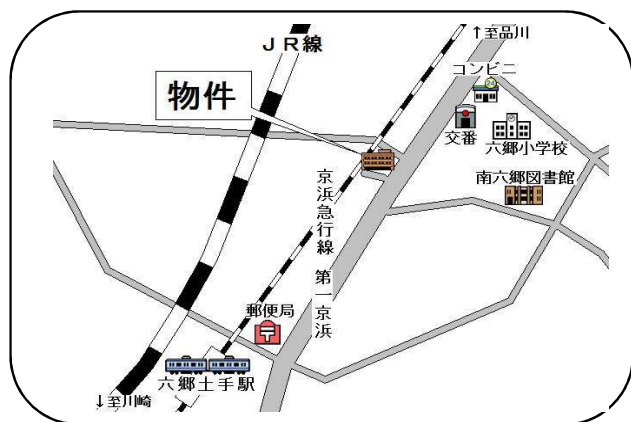 ↑至品川
JR線
コンビニ
24
物件
交番
六郷小学校
南六郷図書館
京浜急行線
第一京浜
郵便局
六郷土手駅
↓至川崎